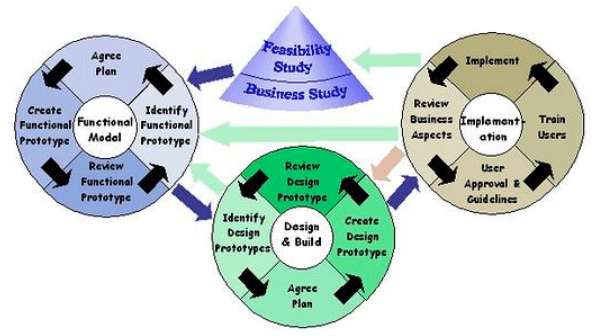 Feasibility
Study
Business Study
Agree
Plan
Create
Functional
Prototype
Functional
Model
Identify
Functional
Prototype
Review
Functional
Prototype
Implement
Review
Business
Aspects
Implement-
ation
Train
Users
User
Approval &
Guidelines
Review
Design
Prototype
Identify
Design
Prototypes
Design
& Build
Create
Design
Prototype
Agree
Plan